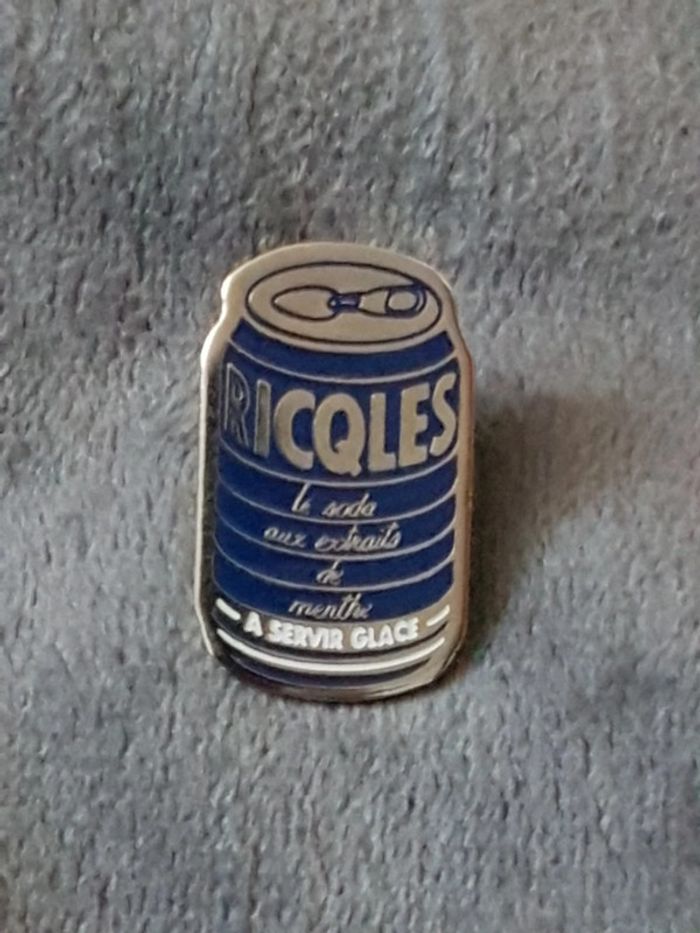 RICQLES
le soda
aux extraits
de
menthe
A SERVIR GLACE